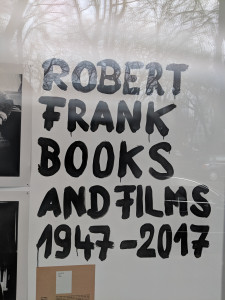 ROBERT
FRANK
BOOKS
AND FILMS
1947-2017